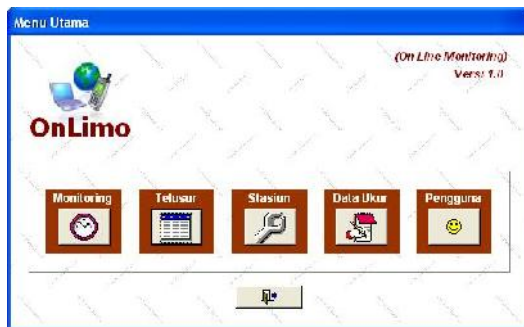 Menu Utama
(On Line Monitoring)
Versi 1.0
OnLimo
Monitoring
Telusur
Stasiun
Data Ukur
Pengguna